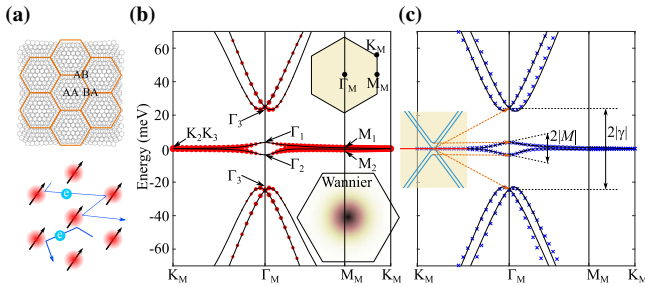 (a)
AB
AA BA
e
e
(b)
Energy (meV)
60
40
20
0
-20
-40
-60
K_M
Γ_M
M_M
K_M
Γ_3
K_2K_3
Γ_1
Γ_2
Γ_3
M_1
M_2
K_M
Γ_M
M_M
Wannier
(c)
2|M|
2|γ|
K_M
Γ_M
M_M
K_M